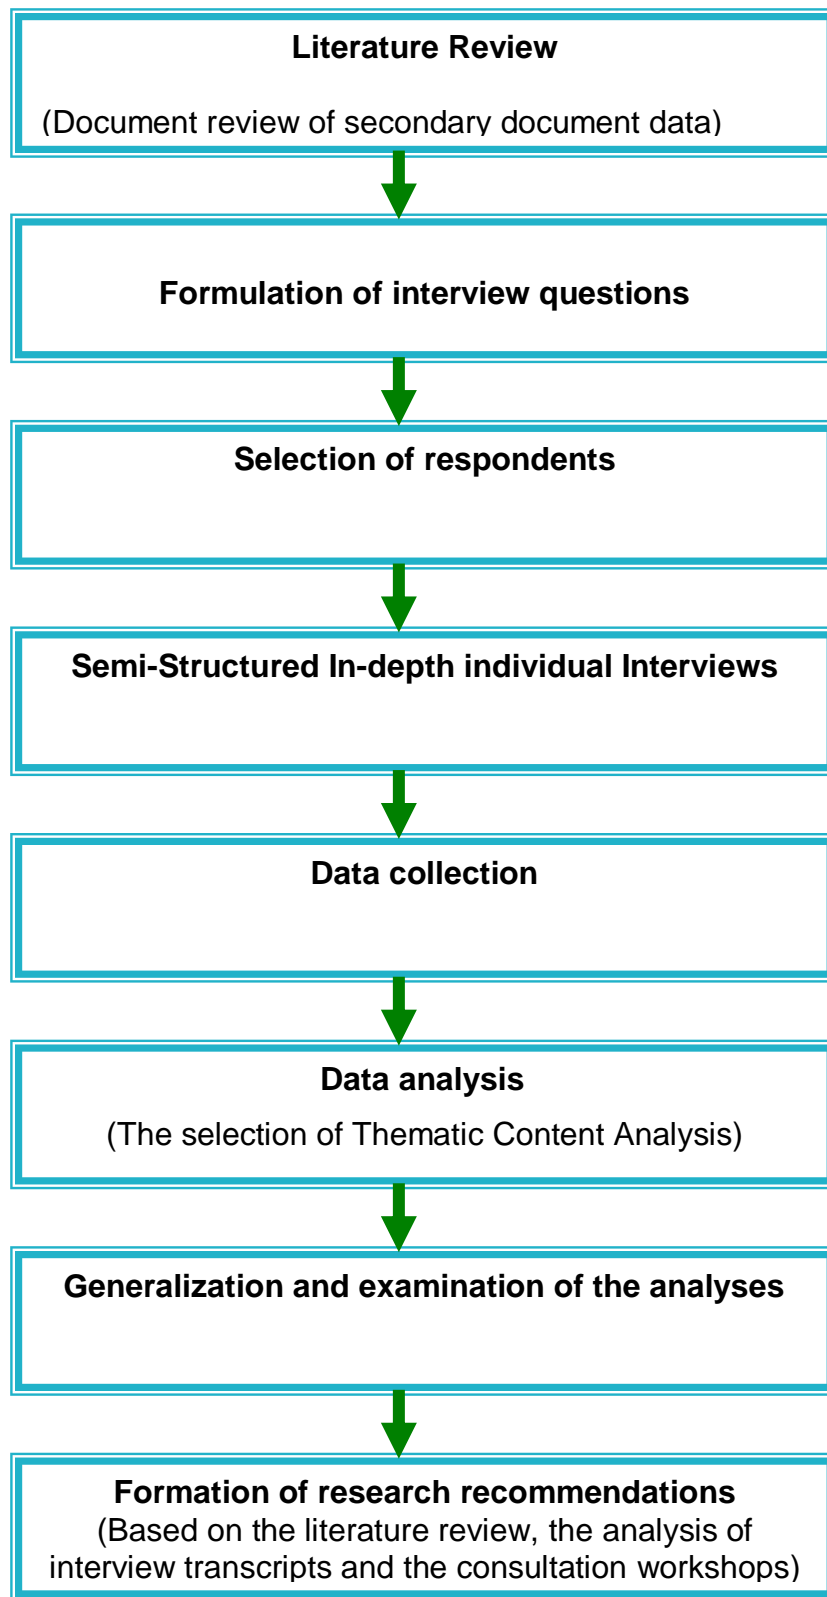 Literature Review
(Document review of secondary document data)
Formulation of interview questions
Selection of respondents
Semi-Structured In-depth individual Interviews
Data collection
Data analysis
(The selection of Thematic Content Analysis)
Generalization and examination of the analyses
Formation of research recommendations
(Based on the literature review, the analysis of
interview transcripts and the consultation workshops)